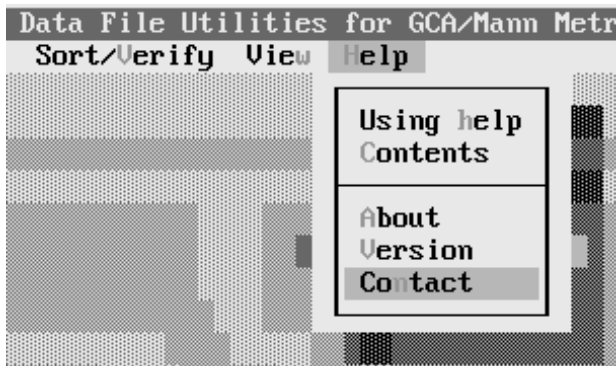 Data File Utilities for GCA/Mann Metr
Sort/Verify View Help
Using help
Contents
About
Version
Contact